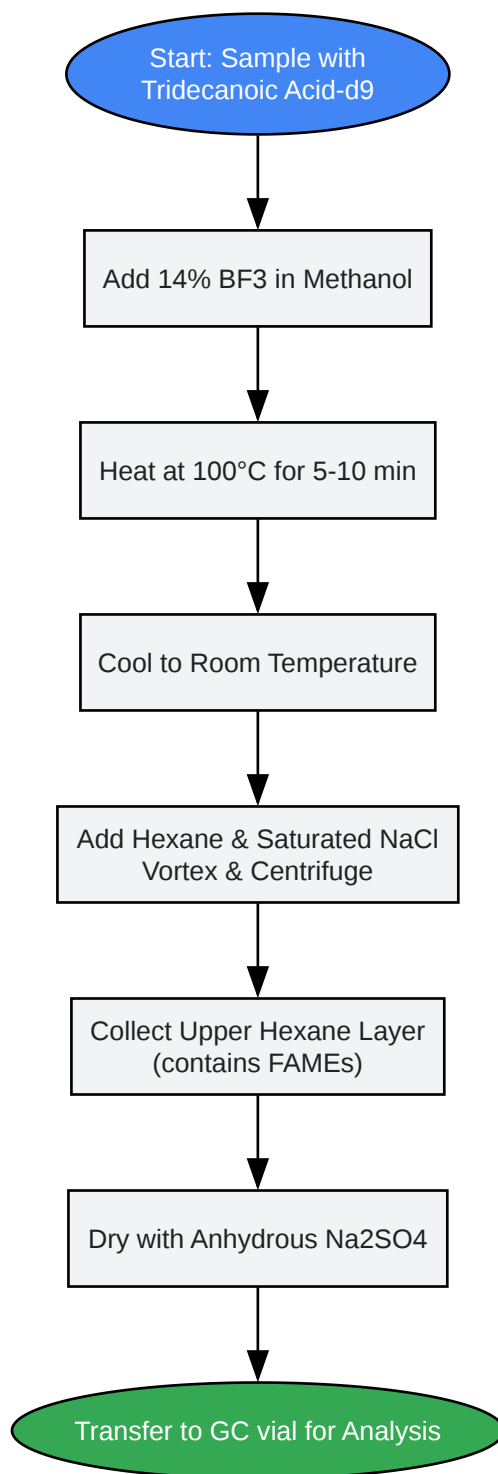 Start: Sample with
Tridecanoic Acid-d9
Add 14% BF3 in Methanol
Heat at 100°C for 5-10 min
Cool to Room Temperature
Add Hexane & Saturated NaCl
Vortex & Centrifuge
Collect Upper Hexane Layer
(contains FAMEs)
Dry with Anhydrous Na2SO4
Transfer to GC vial for Analysis